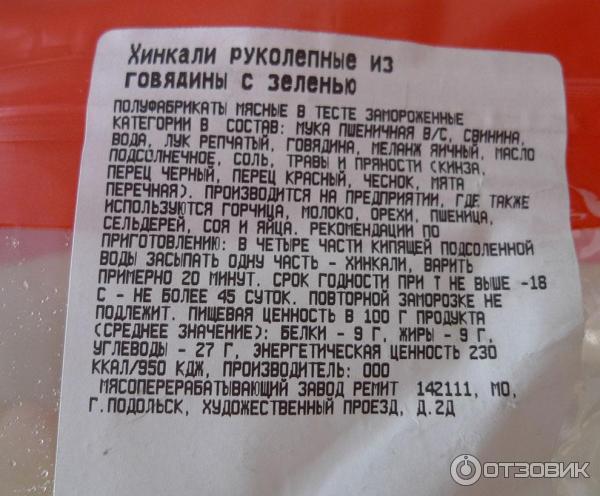 Хинкали руколепные из
говядины с зеленью
ПОЛУФАБРИКАТЫ МЯСНЫЕ В ТЕСТЕ ЗАМОРОЖЕННЫЕ
КАТЕГОРИИ В СОСТАВ: МУКА ПШЕНИЧНАЯ В/С, СВИНИНА,
ВОДА, ЛУК РЕПЧАТЫЙ, ГОВЯДИНА, МЕЛАНЖ ЯИЧНЫЙ, МАСЛО
ПОДСОЛНЕЧНОЕ, СОЛЬ, ТРАВЫ И ПРЯНОСТИ (КИНЗА,
ПЕРЕЦ ЧЕРНЫЙ, ПЕРЕЦ КРАСНЫЙ, ЧЕСНОК, МЯТА
ПЕРЕЧНАЯ). ПРОИЗВОДИТСЯ НА ПРЕДПРИЯТИИ, ГДЕ ТАКЖЕ
ИСПОЛЬЗУЮТСЯ ГОРЧИЦА, МОЛОКО, ОРЕХИ, ПШЕНИЦА,
СЕЛЬДЕРЕЙ, СОЯ И ЯЙЦА. РЕКОМЕНДАЦИИ ПО
ПРИГОТОВЛЕНИЮ: В ЧЕТЫРЕ ЧАСТИ КИПЯЩЕЙ ПОДСОЛЕННОЙ
ВОДЫ ЗАСЫПАТЬ ОДНУ ЧАСТЬ - ХИНКАЛИ, ВАРИТЬ
ПРИМЕРНО 20 МИНУТ. СРОК ГОДНОСТИ ПРИ Т НЕ ВЫШЕ -18
С - НЕ БОЛЕЕ 45 СУТОК. ПОВТОРНОЙ ЗАМОРОЗКЕ НЕ
ПОДЛЕЖИТ. ПИЩЕВАЯ ЦЕННОСТЬ В 100 Г ПРОДУКТА
(СРЕДНЕЕ ЗНАЧЕНИЕ): БЕЛКИ - 9 Г, ЖИРЫ - 9 Г,
УГЛЕВОДЫ - 27 Г, ЭНЕРГЕТИЧЕСКАЯ ЦЕННОСТЬ 230
ККАЛ/950 КДЖ, ПРОИЗВОДИТЕЛЬ: ООО
МЯСОПЕРЕРАБАТЫВАЮЩИЙ ЗАВОД РЕМИТ 142111, МО,
Г.ПОДОЛЬСК, ХУДОЖЕСТВЕННЫЙ ПРОЕЗД, Д.2Д
ОТЗОВИК